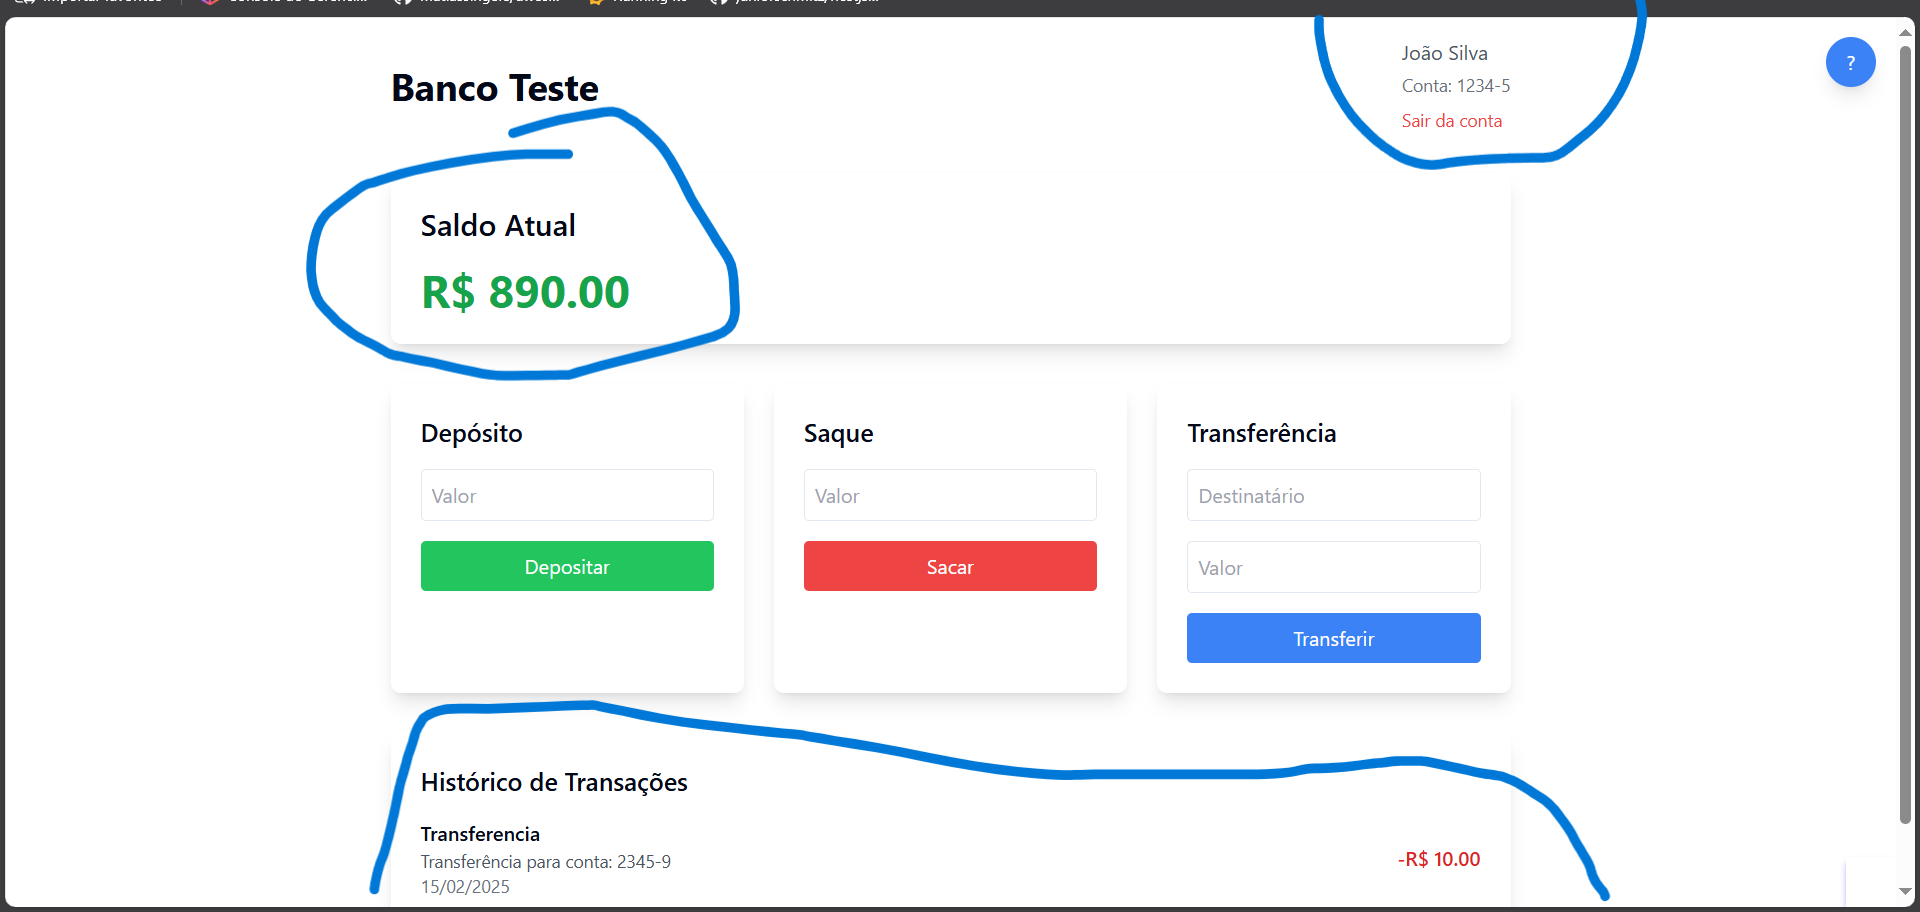 Banco Teste
João Silva
Conta: 1234-5
Sair da conta
?
Saldo Atual
R$ 890.00
Depósito
Valor
Depositar
Saque
Valor
Sacar
Transferência
Destinatário
Valor
Transferir
Histórico de Transações
Transferencia
Transferência para conta: 2345-9
15/02/2025
-R$ 10.00